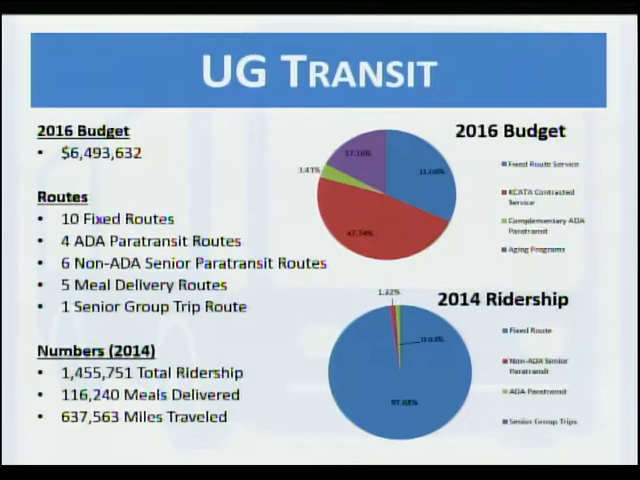 UG TRANSIT
2016 Budget
• $6,493,632
Routes
• 10 Fixed Routes
• 4 ADA Paratransit Routes
• 6 Non-ADA Senior Paratransit Routes
• 5 Meal Delivery Routes
• 1 Senior Group Trip Route
Numbers (2014)
• 1,455,751 Total Ridership
• 116,240 Meals Delivered
• 637,563 Miles Traveled
2016 Budget
Fixed Route Service
KCATA Contracted
Service
Complementary ADA
Paratransit
Aging Programs
2014 Ridership
1.22%
Fixed Route
Non-ADA Senior
Paratransit
ADA Paratransit
Senior Group Trips